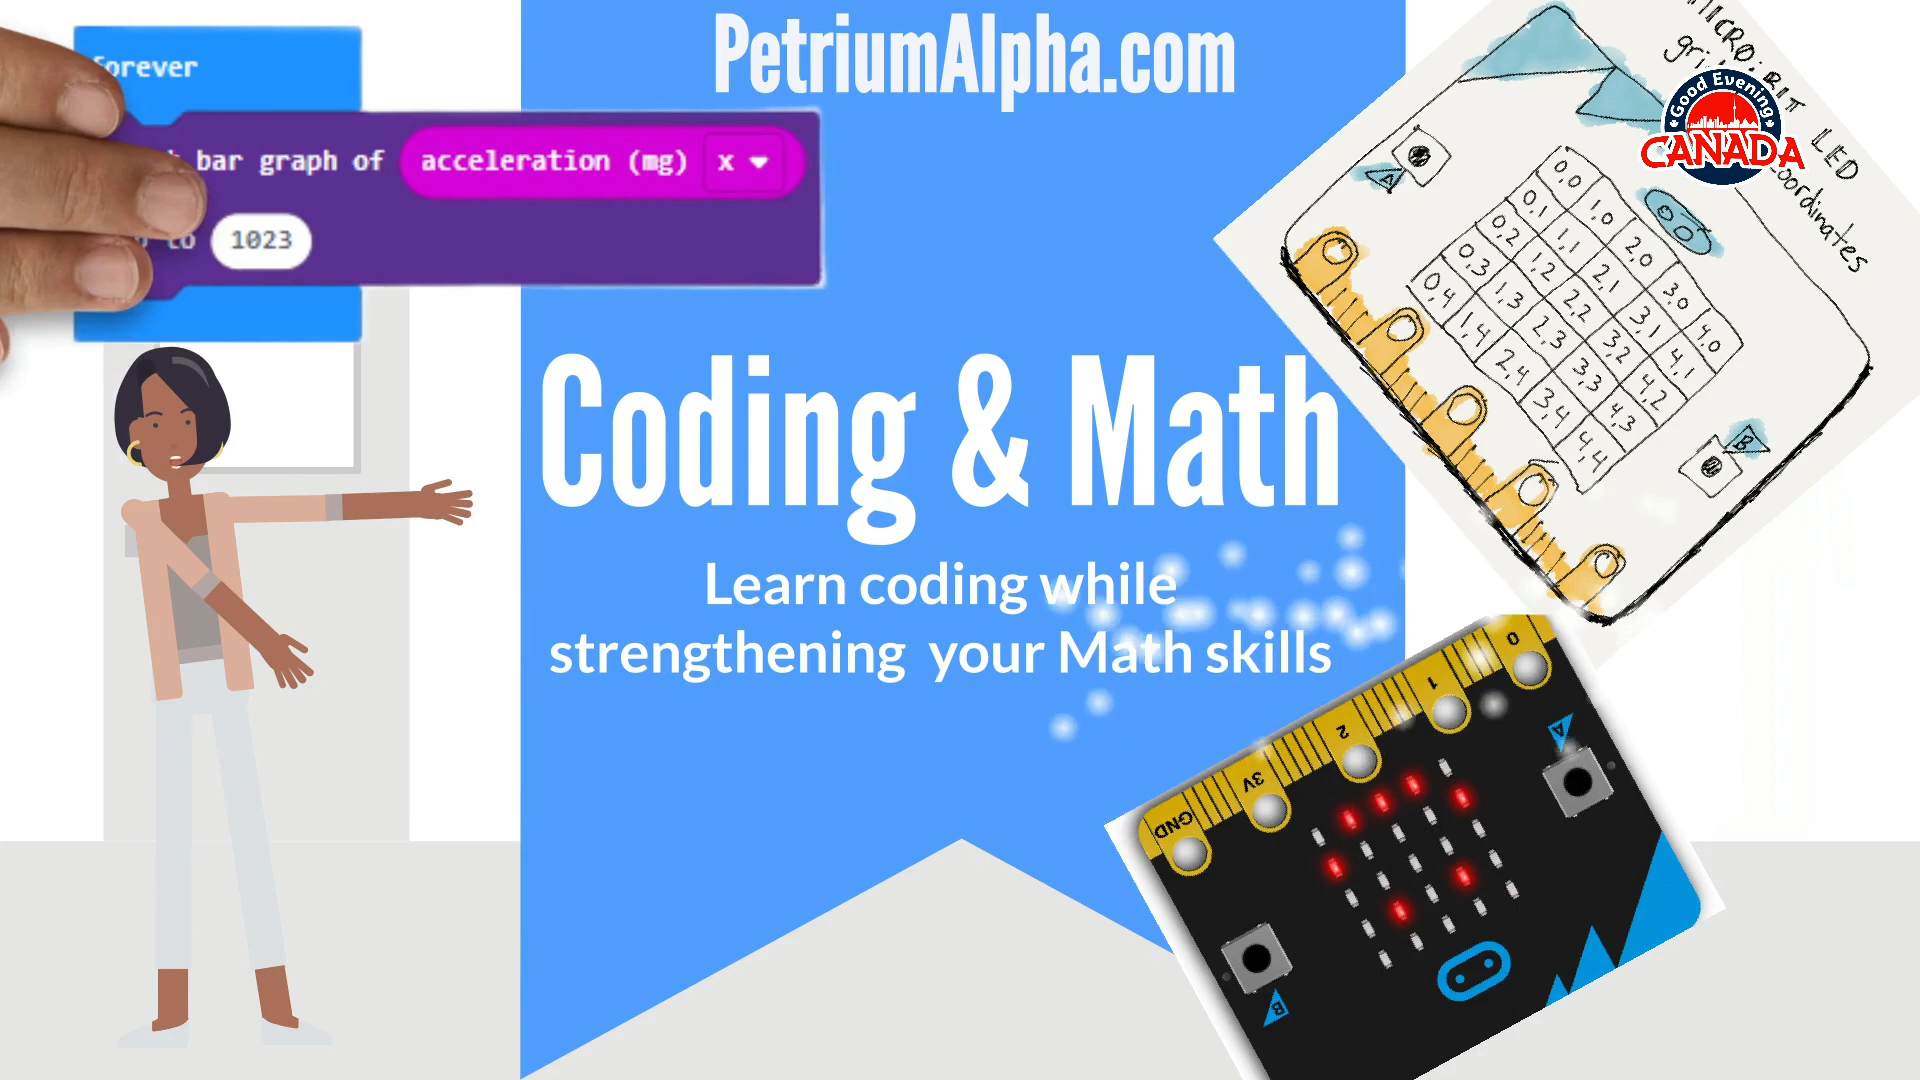 PetriumAlpha.com
forever
bar graph of acceleration (mg) x
to 1023
Coding & Math
Learn coding while
strengthening your Math skills
LED
coordinates
Good Evening
CANADA
A
0,0 1,0 2,0 3,0 4,0
0,1 1,1 2,1 3,1 4,1
0,2 1,2 2,2 3,2 4,2
0,3 1,3 2,3 3,3 4,3
0,4 1,4 2,4 3,4 4,4
B
0
1
2
3V
GND
A
B